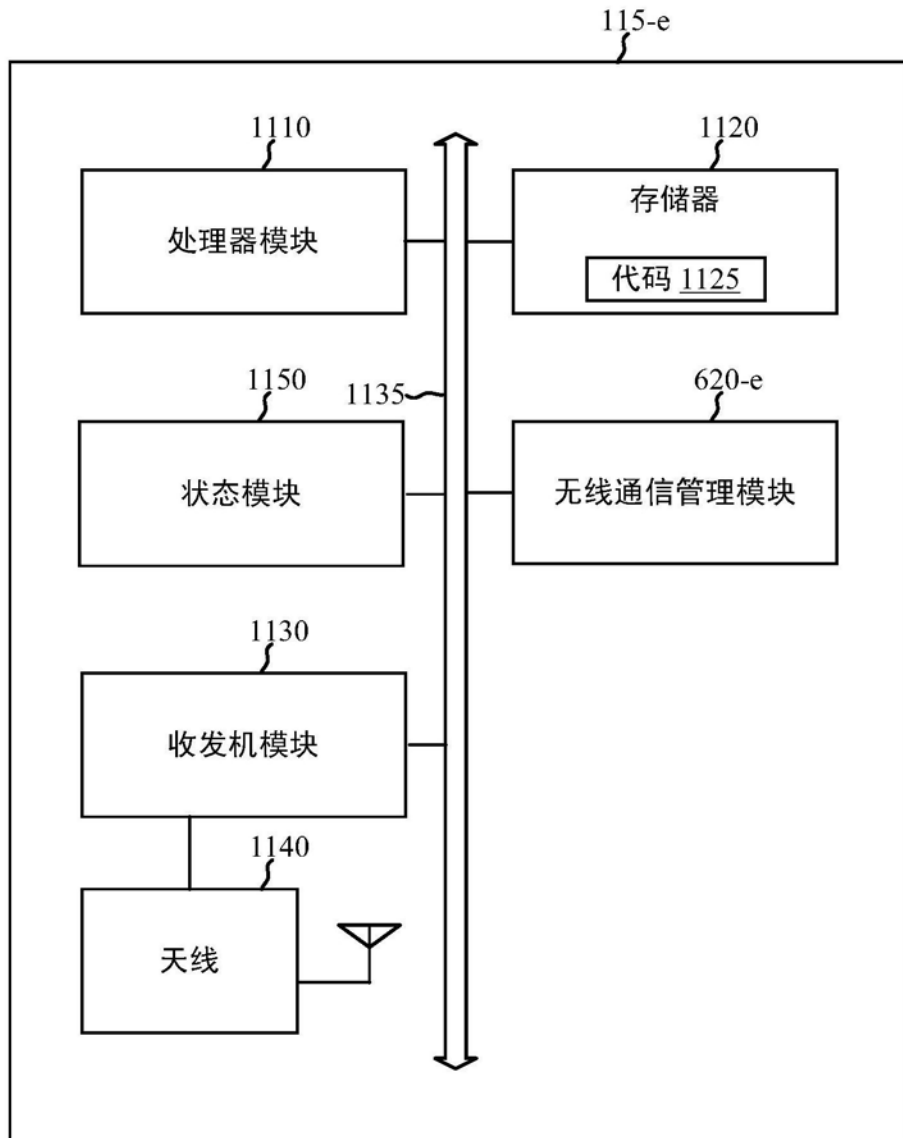 115-e
1110
处理器模块
1120
存储器
代码 1125
1150
状态模块
1135
620-e
无线通信管理模块
1130
收发机模块
1140
天线